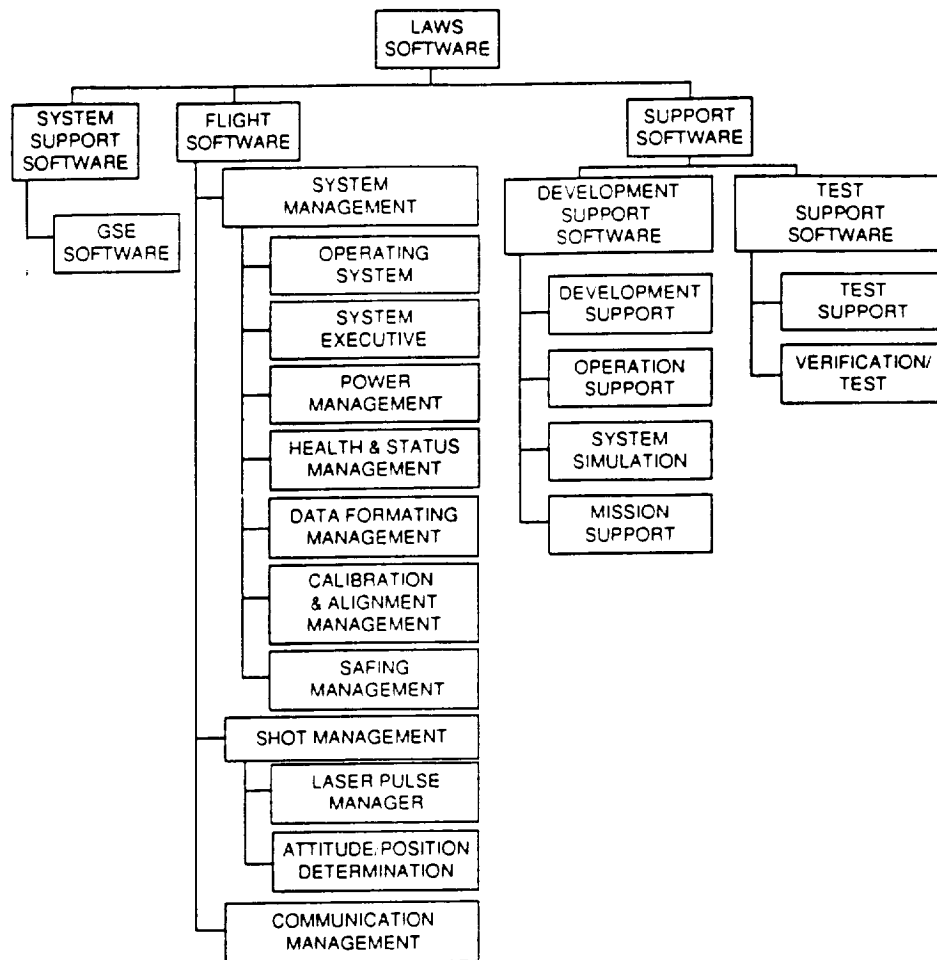 LAWS
SOFTWARE
SYSTEM
SUPPORT
SOFTWARE
GSE
SOFTWARE
FLIGHT
SOFTWARE
SYSTEM
MANAGEMENT
OPERATING
SYSTEM
SYSTEM
EXECUTIVE
POWER
MANAGEMENT
HEALTH & STATUS
MANAGEMENT
DATA FORMATING
MANAGEMENT
CALIBRATION
& ALIGNMENT
MANAGEMENT
SAFING
MANAGEMENT
SHOT MANAGEMENT
LASER PULSE
MANAGER
ATTITUDE/POSITION
DETERMINATION
COMMUNICATION
MANAGEMENT
SUPPORT
SOFTWARE
DEVELOPMENT
SUPPORT
SOFTWARE
DEVELOPMENT
SUPPORT
OPERATION
SUPPORT
SYSTEM
SIMULATION
MISSION
SUPPORT
TEST
SUPPORT
SOFTWARE
TEST
SUPPORT
VERIFICATION/
TEST